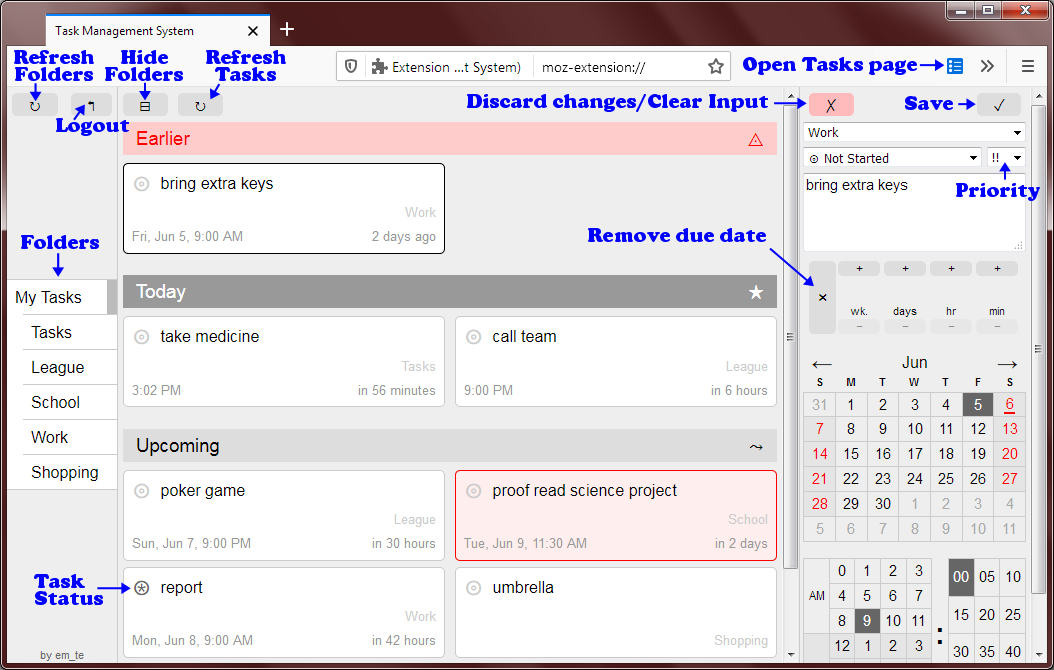 Task Management System
Extension ...t System)
moz-extension://
Refresh
Folders
Hide
Folders
Refresh
Tasks
Open Tasks page
Logout
Discard changes/Clear Input
X
Save
Earlier
bring extra keys
Work
Fri, Jun 5, 9:00 AM
2 days ago
Work
Not Started
!!
bring extra keys
Priority
Folders
My Tasks
Tasks
League
School
Work
Shopping
Remove due date
Today
take medicine
Tasks
3:02 PM
in 56 minutes
call team
League
9:00 PM
in 6 hours
+ + + +
×
wk. days hr min
− − − −
← Jun →
S M T W T F S
31 1 2 3 4 5 6
7 8 9 10 11 12 13
14 15 16 17 18 19 20
21 22 23 24 25 26 27
28 29 30 1 2 3 4
5 6 7 8 9 10 11
Upcoming
poker game
League
Sun, Jun 7, 9:00 PM
in 30 hours
proof read science project
School
Tue, Jun 9, 11:30 AM
in 2 days
Task
Status
report
Work
Mon, Jun 8, 9:00 AM
in 42 hours
umbrella
Shopping
AM
0 1 2 3
4 5 6 7
8 9 10 11
12 1 2 3
:
00 05 10
15 20 25
30 35 40
by em_te